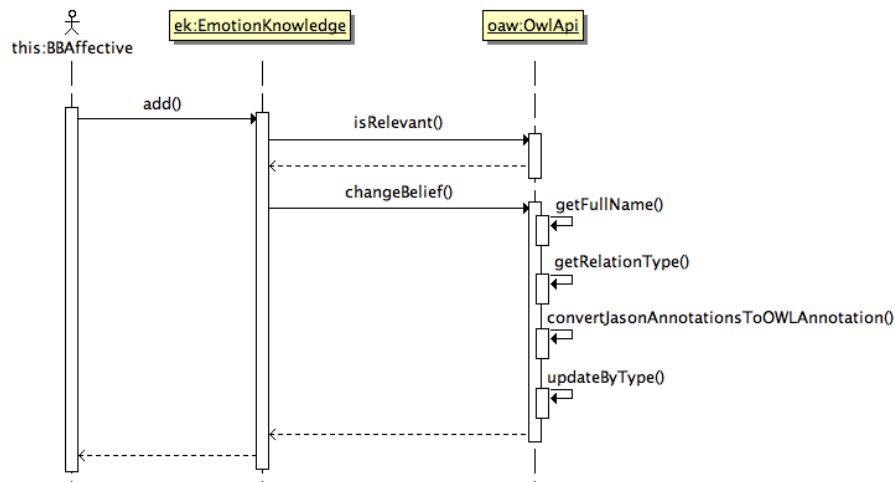 this:BBAffective
ek:EmotionKnowledge
oaw:OwlApi
add()
isRelevant()
changeBelief()
getFullName()
getRelationType()
convertJasonAnnotationsToOWLAnnotation()
updateByType()